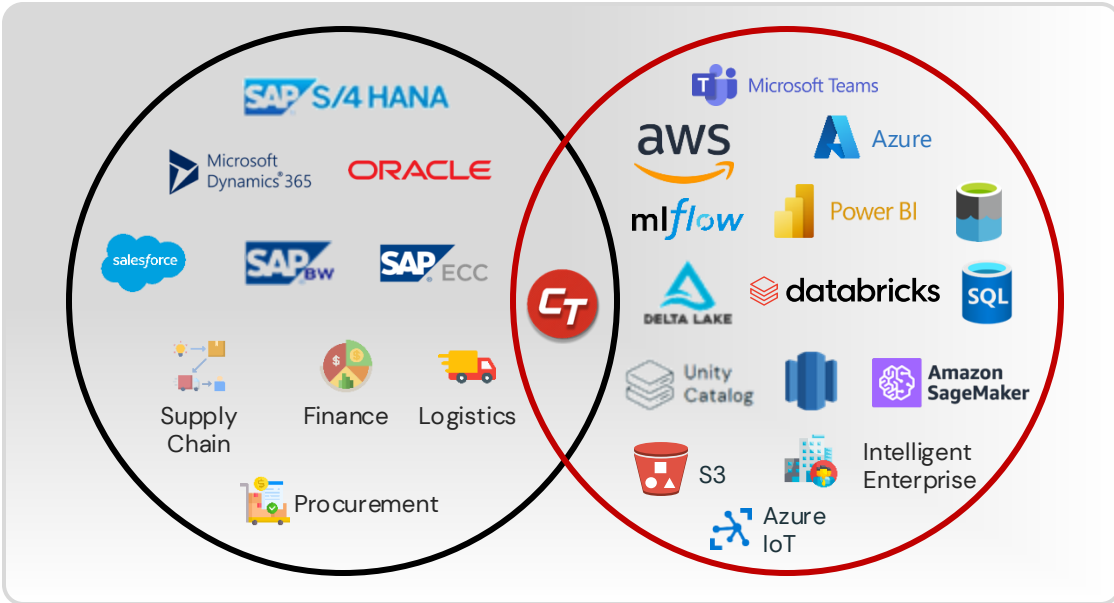 SAP S/4 HANA
Microsoft
Dynamics 365
ORACLE
salesforce
SAP BW
SAP ECC
Supply
Chain
Finance
Logistics
Procurement
CT
T Microsoft Teams
aws
Azure
mlflow
Power BI
DELTA LAKE
databricks
SQL
Unity
Catalog
Amazon
SageMaker
S3
Intelligent
Enterprise
Azure
IoT